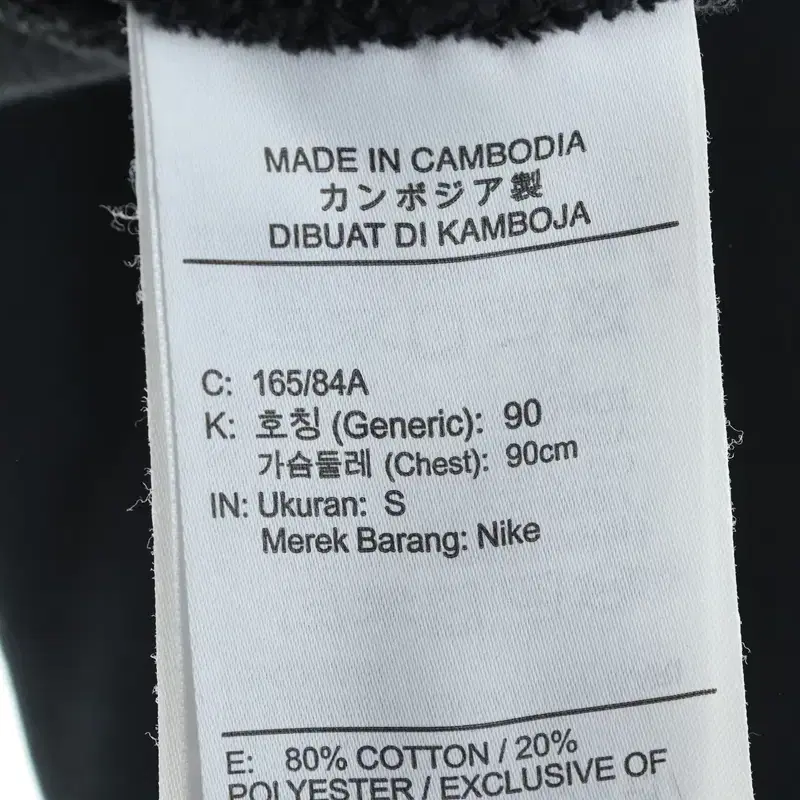 MADE IN CAMBODIA
カンボジア製
DIBUAT DI KAMBOJA
C: 165/84A
K: 호칭 (Generic): 90
가슴둘레 (Chest): 90cm
IN: Ukuran: S
Merek Barang: Nike
E: 80% COTTON / 20%
POLYESTER / EXCLUSIVE OF